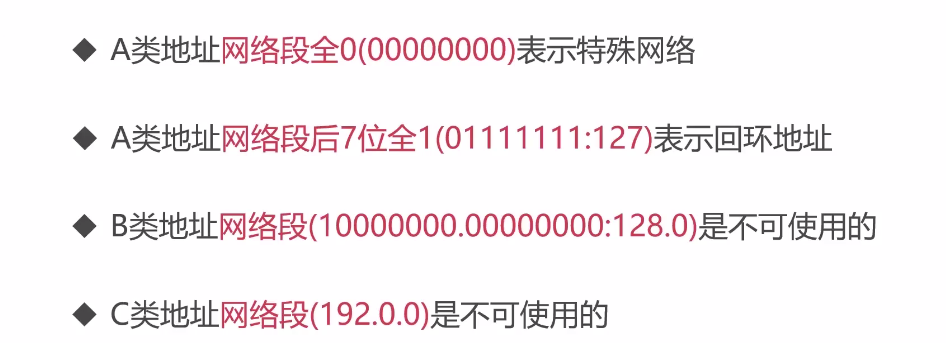 ◆ A类地址网络段全0(00000000)表示特殊网络
◆ A类地址网络段后7位全1(01111111:127)表示回环地址
◆ B类地址网络段(10000000.00000000:128.0)是不可使用的
◆ C类地址网络段(192.0.0)是不可使用的